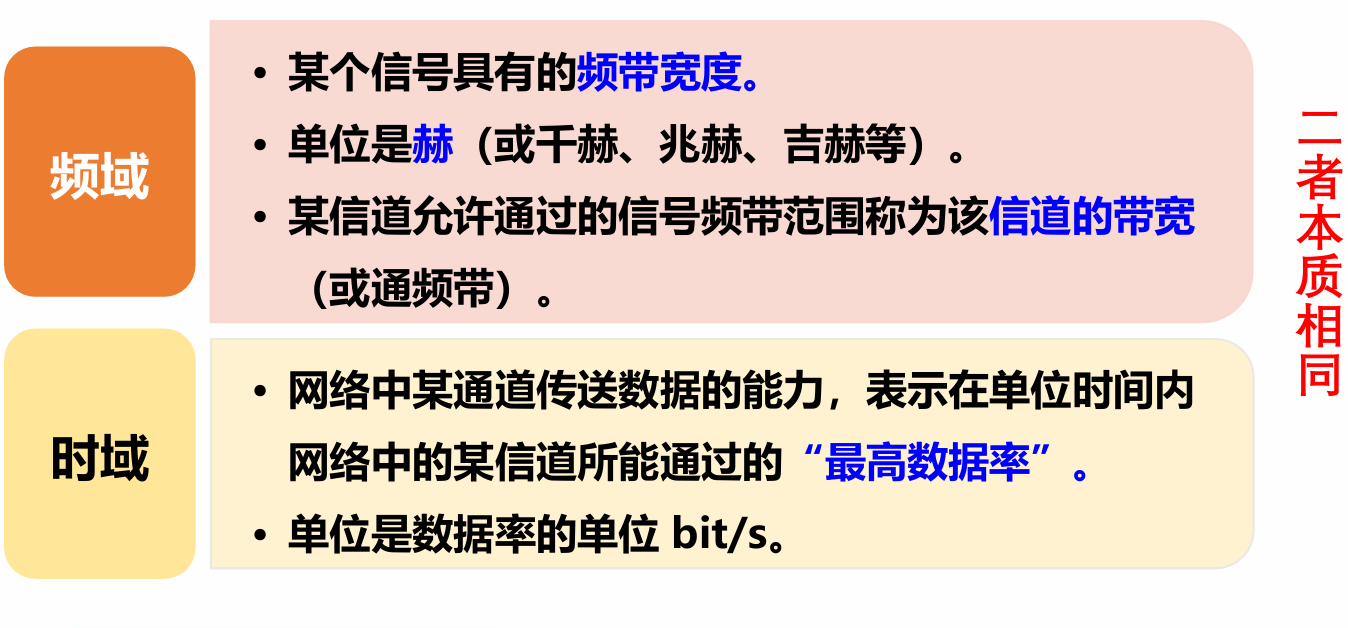 频域
• 某个信号具有的频带宽度。
• 单位是赫（或千赫、兆赫、吉赫等）。
• 某信道允许通过的信号频带范围称为该信道的带宽
（或通频带）。
时域
• 网络中某通道传送数据的能力，表示在单位时间内
网络中的某信道所能通过的“最高数据率”。
• 单位是数据率的单位 bit/s。
二者本质相同